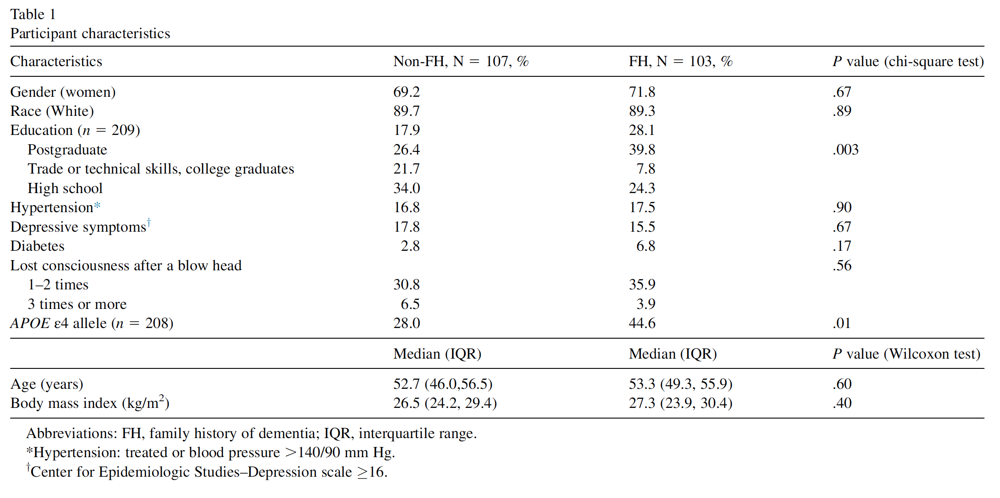 Table 1
Participant characteristics
Characteristics Non-FH, N = 107, % FH, N = 103, % P value (chi-square test)
Gender (women) 69.2 71.8 .67
Race (White) 89.7 89.3 .89
Education (n = 209) 17.9 28.1
Postgraduate 26.4 39.8 .003
Trade or technical skills, college graduates 21.7 7.8
High school 34.0 24.3
Hypertension* 16.8 17.5 .90
Depressive symptoms† 17.8 15.5 .67
Diabetes 2.8 6.8 .17
Lost consciousness after a blow head .56
1–2 times 30.8 35.9
3 times or more 6.5 3.9
APOE ε4 allele (n = 208) 28.0 44.6 .01
Median (IQR) Median (IQR) P value (Wilcoxon test)
Age (years) 52.7 (46.0,56.5) 53.3 (49.3, 55.9) .60
Body mass index (kg/m²) 26.5 (24.2, 29.4) 27.3 (23.9, 30.4) .40
Abbreviations: FH, family history of dementia; IQR, interquartile range.
*Hypertension: treated or blood pressure >140/90 mm Hg.
†Center for Epidemiologic Studies–Depression scale ≥16.